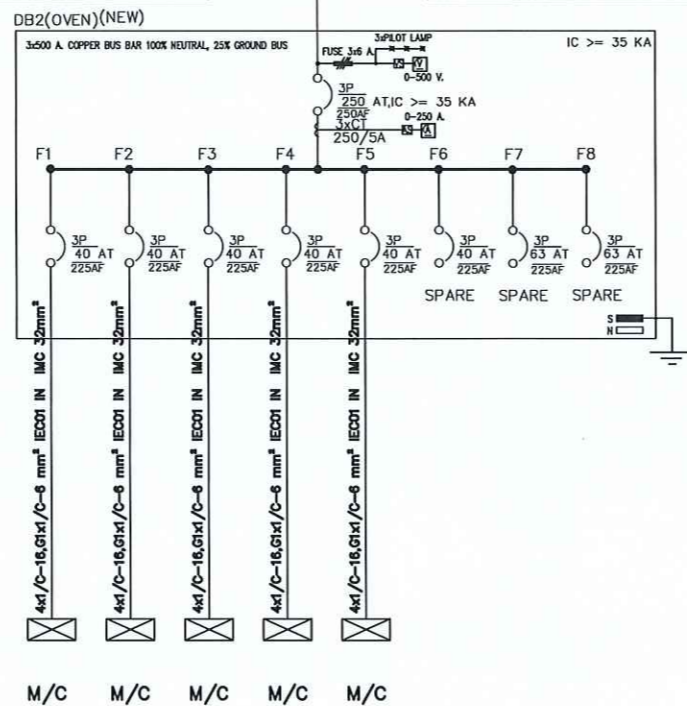 DB2(OVEN)(NEW)
3x500 A. COPPER BUS BAR 100% NEUTRAL, 25% GROUND BUS
3xPILOT LAMP
IC >= 35 KA
FUSE 3x6 A.
VS V
0-500 V.
3P
250 AT,IC >= 35 KA
250AF
0-250 A.
3xCT
AS A
250/5A
F1 F2 F3 F4 F5 F6 F7 F8
3P 3P 3P 3P 3P 3P 3P 3P
40 AT 40 AT 40 AT 40 AT 40 AT 40 AT 63 AT 63 AT
225AF 225AF 225AF 225AF 225AF 225AF 225AF 225AF
SPARE SPARE SPARE
S
N
4x1/C-16,G1x1/C-6 mm² IEC01 IN IMC 32mm²
4x1/C-16,G1x1/C-6 mm² IEC01 IN IMC 32mm²
4x1/C-16,G1x1/C-6 mm² IEC01 IN IMC 32mm²
4x1/C-16,G1x1/C-6 mm² IEC01 IN IMC 32mm²
4x1/C-16,G1x1/C-6 mm² IEC01 IN IMC 32mm²
M/C M/C M/C M/C M/C